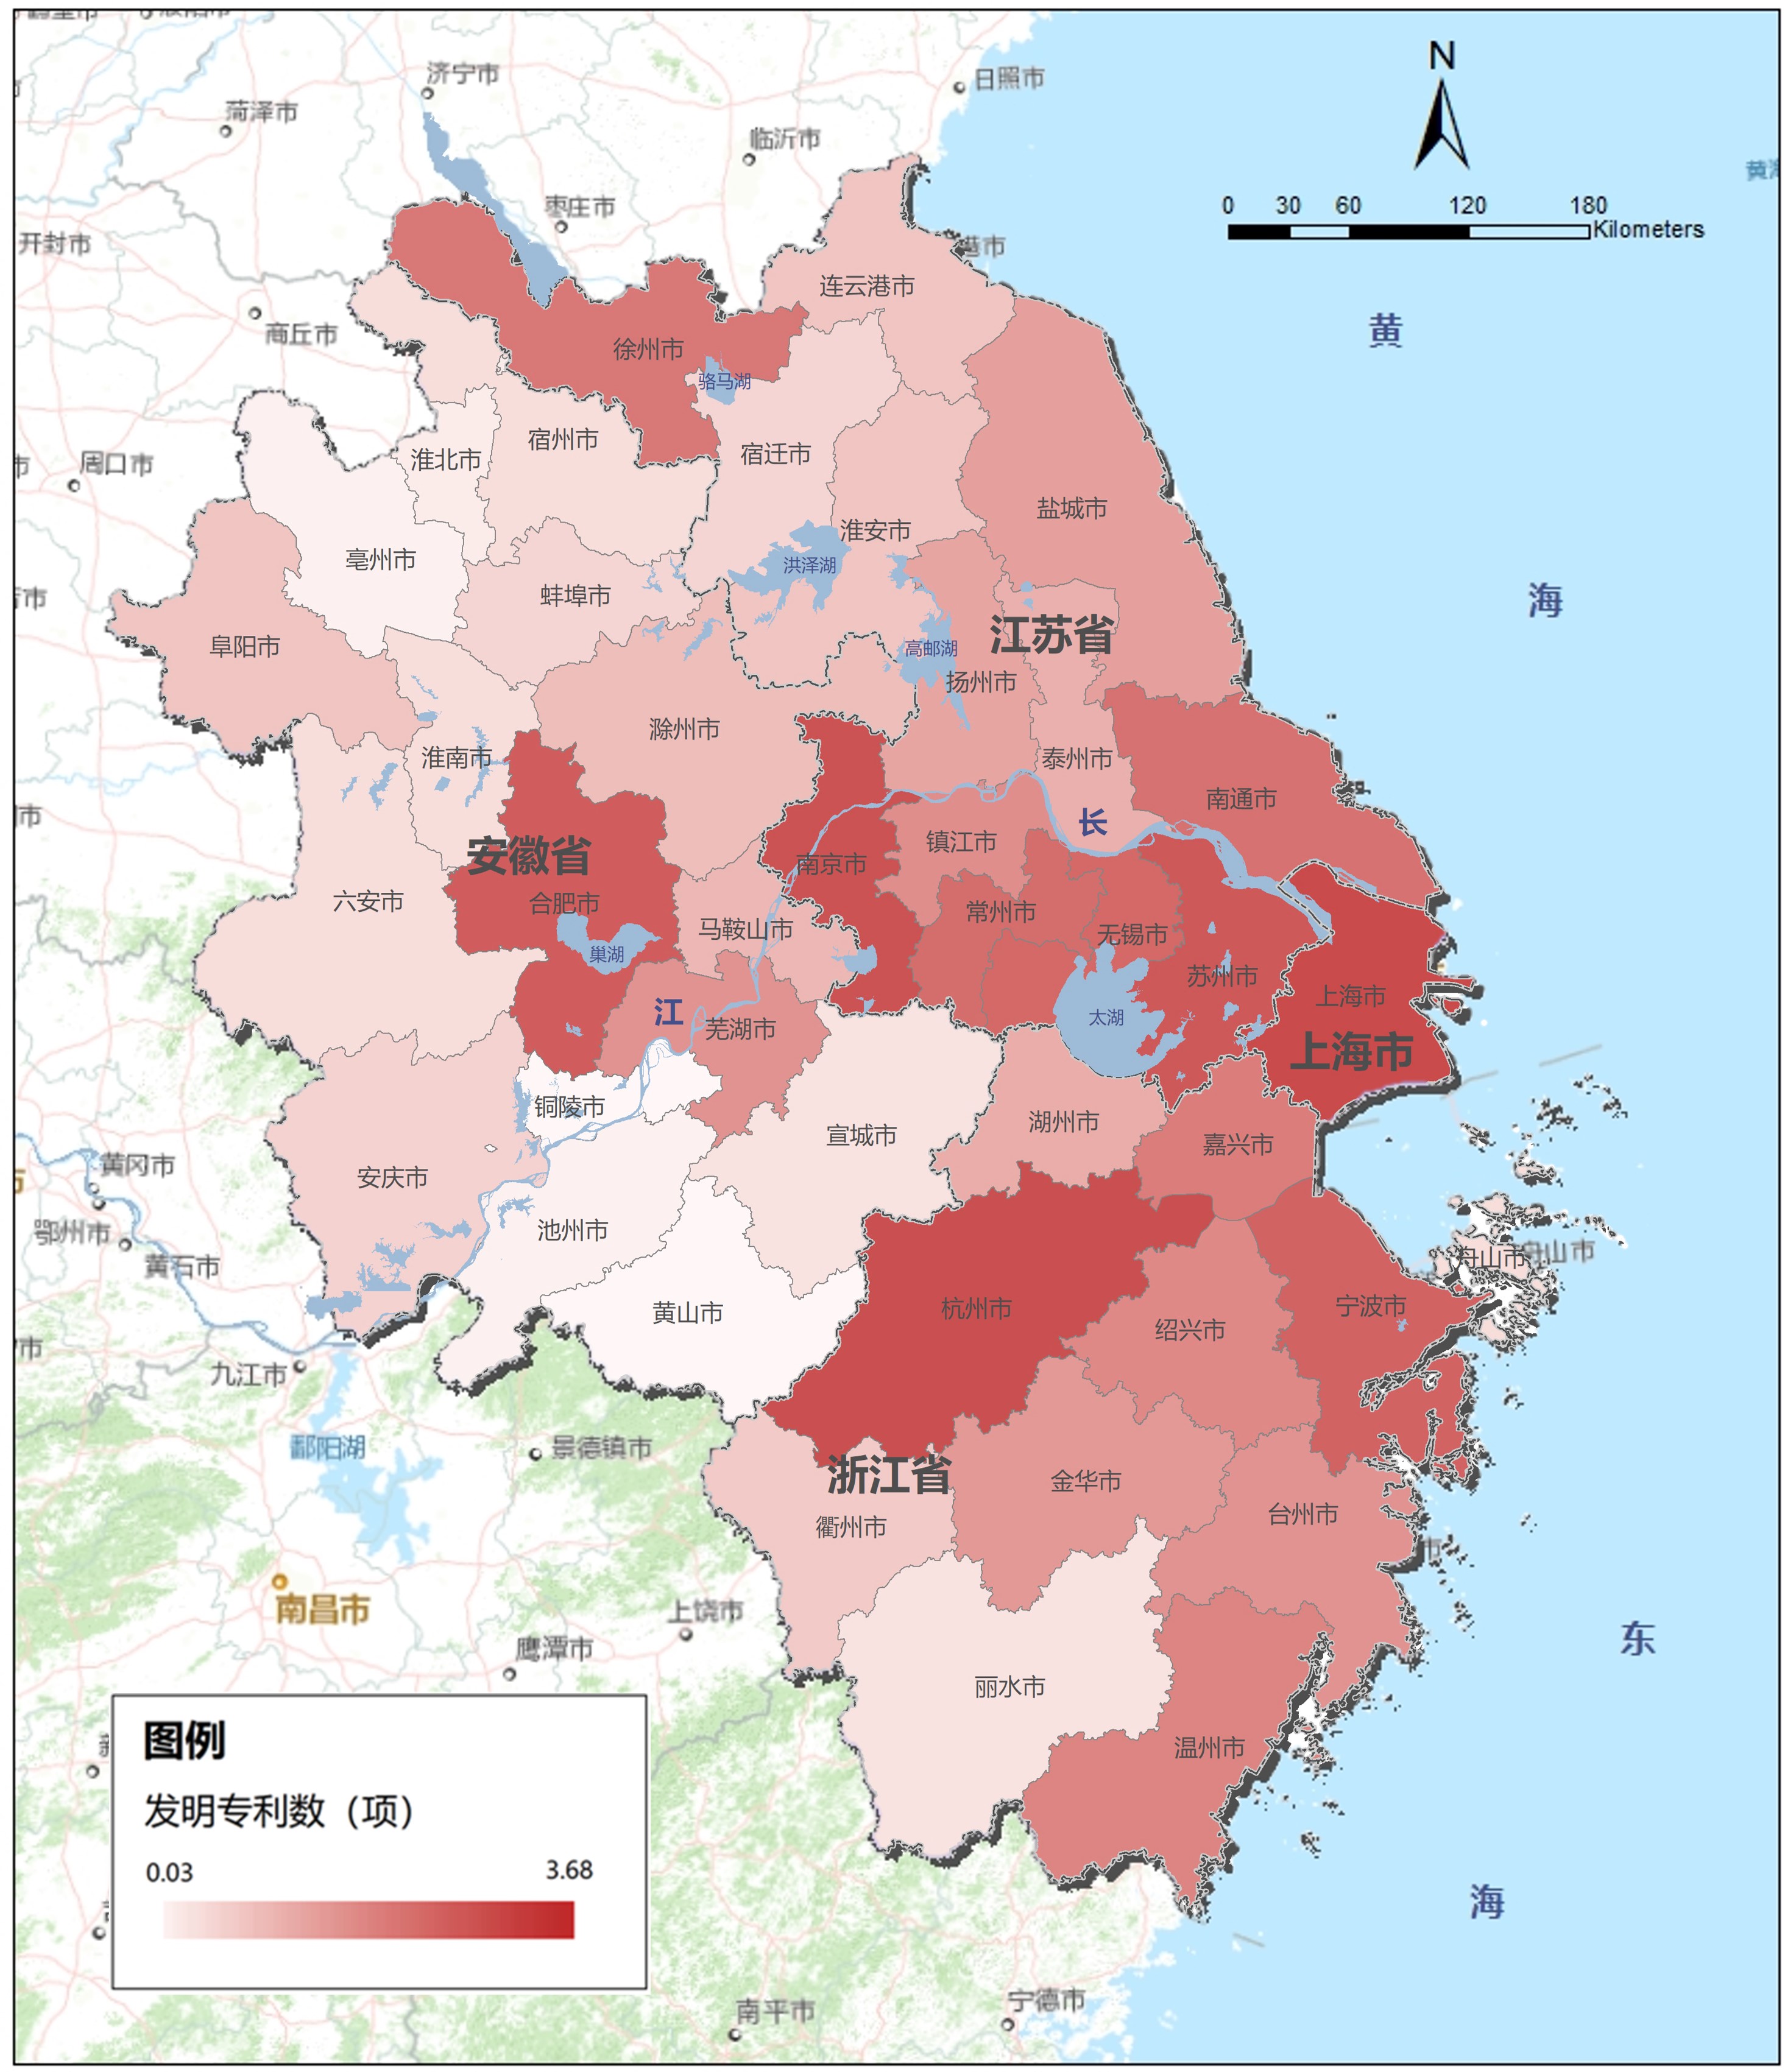 济宁市
日照市
菏泽市
临沂市
枣庄市
开封市
港市
连云港市
商丘市
徐州市
骆马湖
N
0 30 60 120 180
Kilometers
黄
海
周口市
淮北市
宿州市
宿迁市
盐城市
淮安市
亳州市
洪泽湖
蚌埠市
阜阳市
江苏省
高邮湖
扬州市
滁州市
淮南市
泰州市
南通市
长
安徽省
镇江市
南京市
六安市
合肥市
常州市
马鞍山市
无锡市
巢湖
苏州市
上海市
江
芜湖市
太湖
上海市
铜陵市
湖州市
宣城市
嘉兴市
黄冈市
安庆市
池州市
鄂州市
黄石市
舟山市
舟山市
黄山市
杭州市
宁波市
绍兴市
九江市
鄱阳湖
景德镇市
浙江省
金华市
衢州市
台州市
市
南昌市
上饶市
鹰潭市
东
海
丽水市
温州市
图例
发明专利数（项）
0.03 3.68
南平市
宁德市